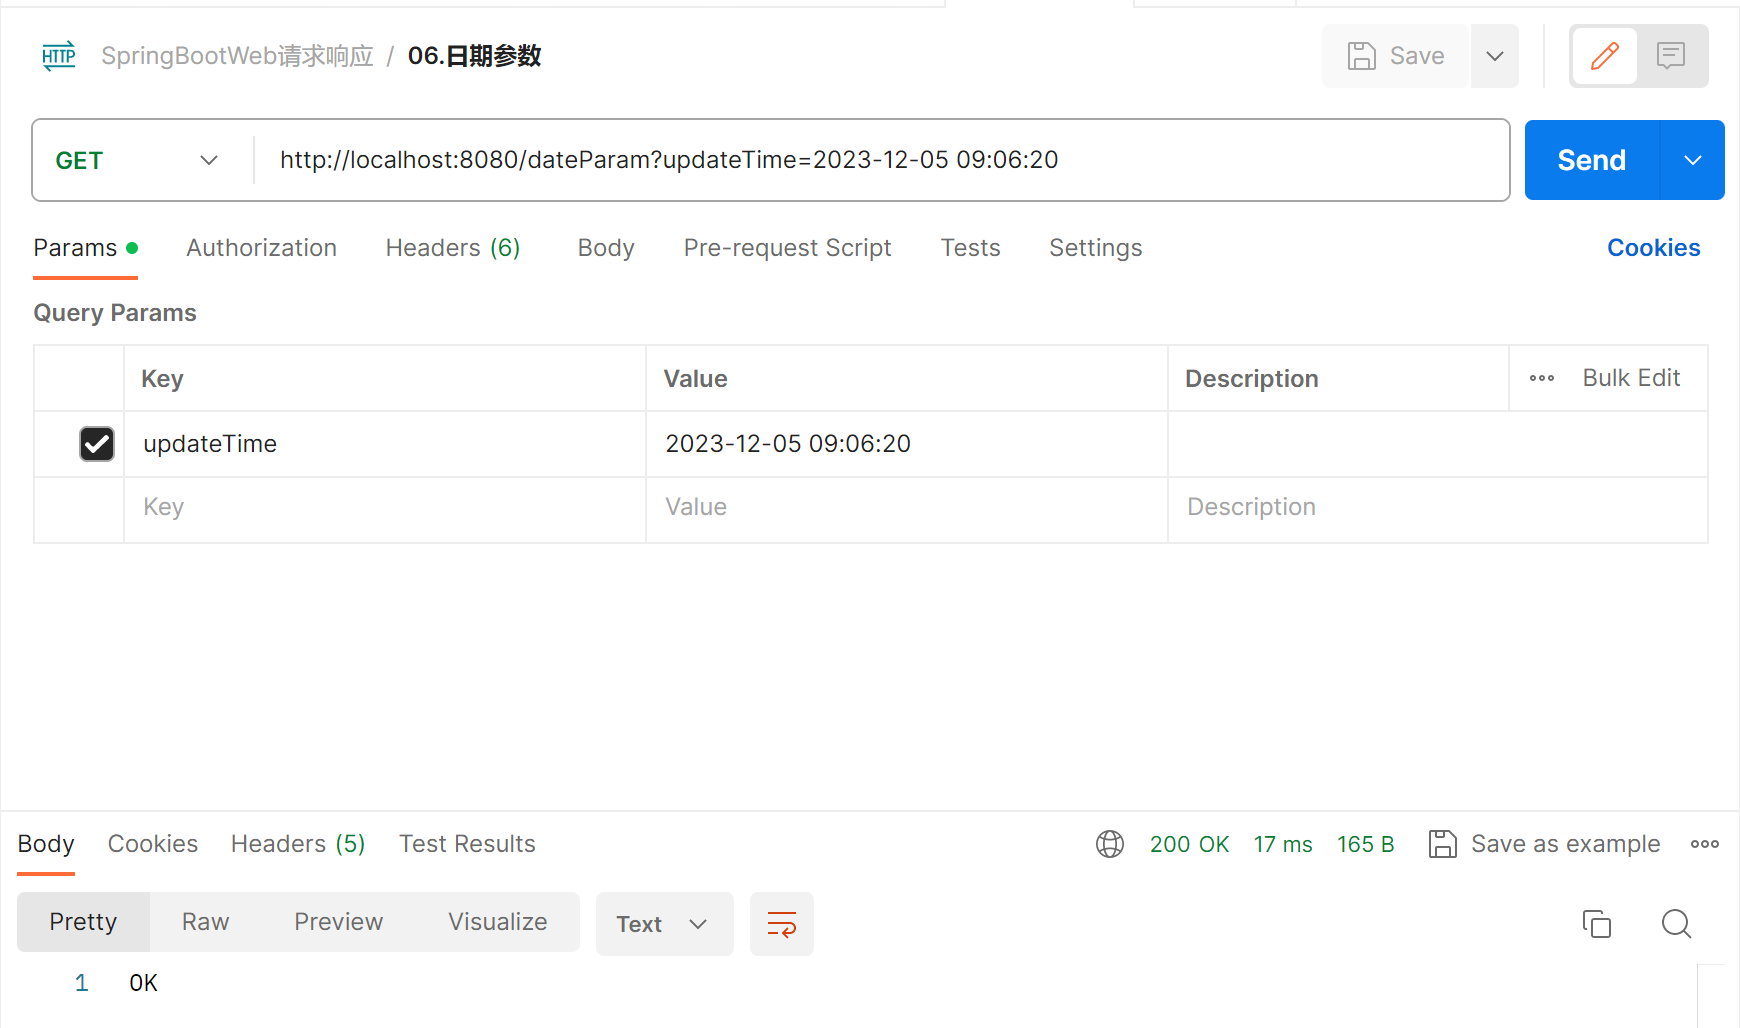 HTTP SpringBootWeb请求响应 / 06.日期参数 Save
GET http://localhost:8080/dateParam?updateTime=2023-12-05 09:06:20 Send
Params Authorization Headers (6) Body Pre-request Script Tests Settings Cookies
Query Params
Key Value Description Bulk Edit
updateTime 2023-12-05 09:06:20
Key Value Description
Body Cookies Headers (5) Test Results 200 OK 17 ms 165 B Save as example
Pretty Raw Preview Visualize Text
1 OK